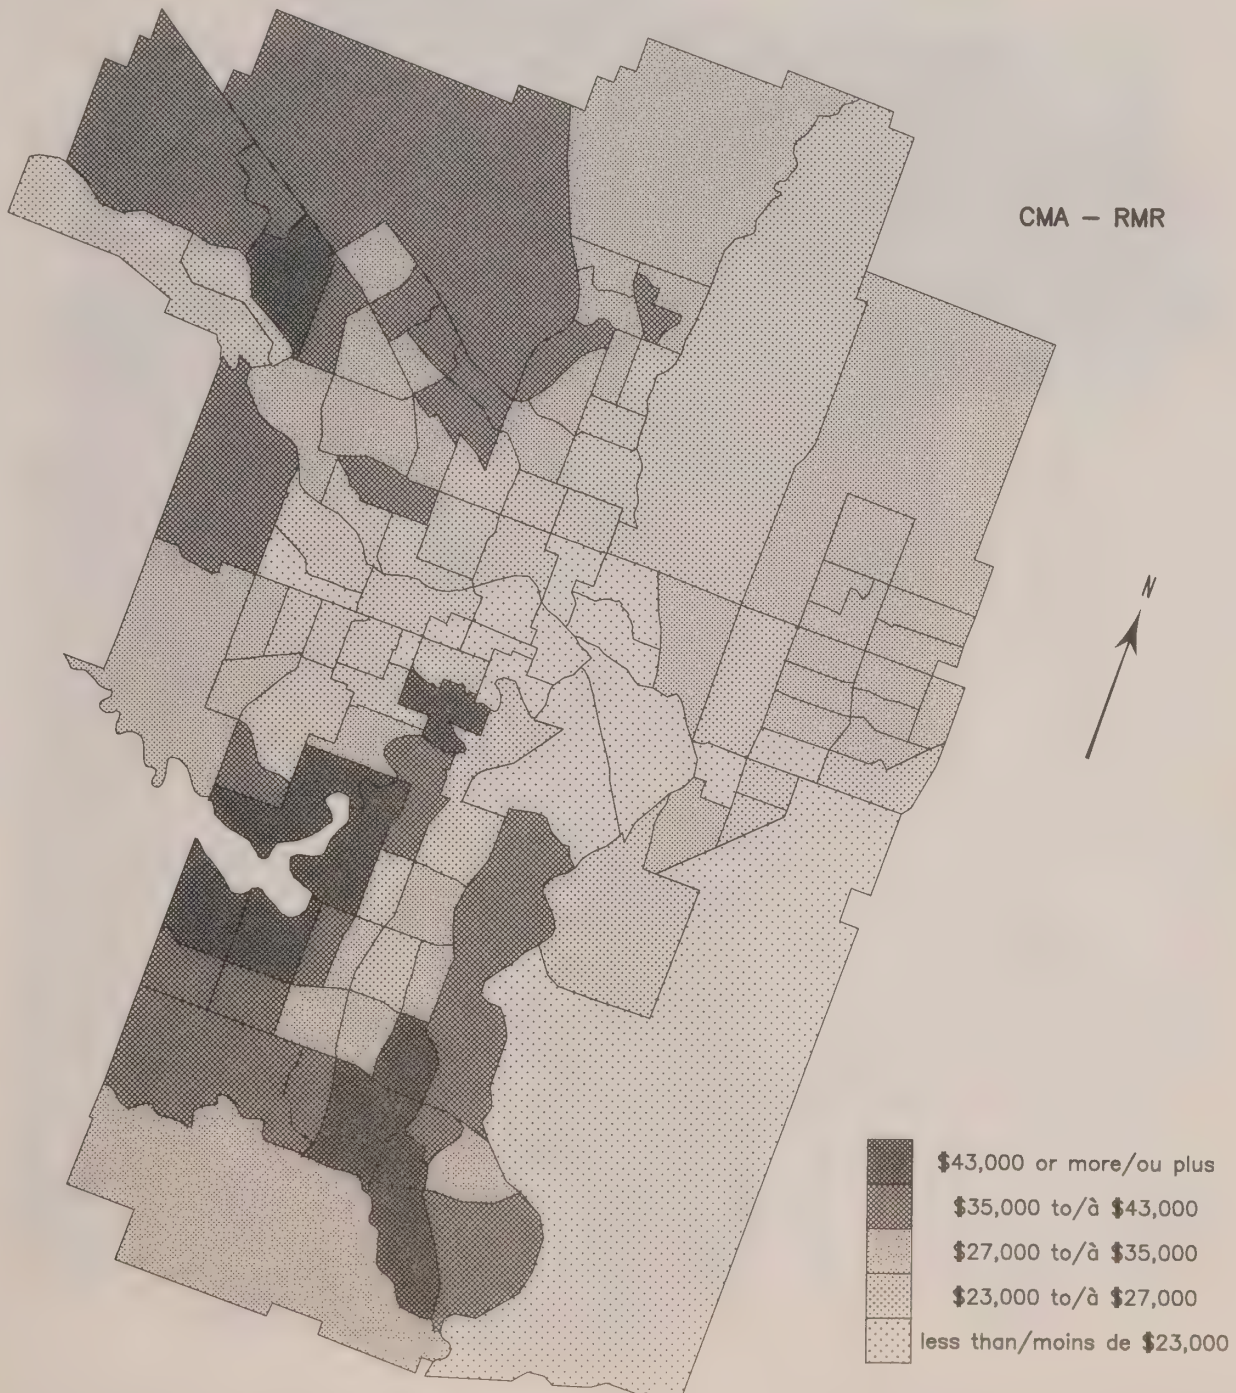 CMA – RMR
N
$43,000 or more/ou plus
$35,000 to/à $43,000
$27,000 to/à $35,000
$23,000 to/à $27,000
less than/moins de $23,000